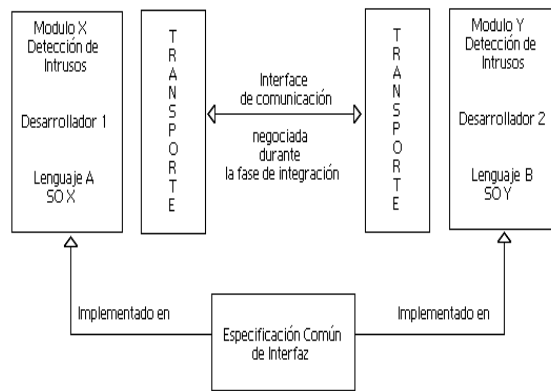 Modulo X
Detección de
Intrusos
Desarrollador 1
Lenguaje A
SO X
T
R
A
N
S
P
O
R
T
E
Interface
de comunicación
negociada
durante
la fase de integración
T
R
A
N
S
P
O
R
T
E
Modulo Y
Detección de
Intrusos
Desarrollador 2
Lenguaje B
SO Y
Implementado en
Especificación Común
de Interfaz
Implementado en